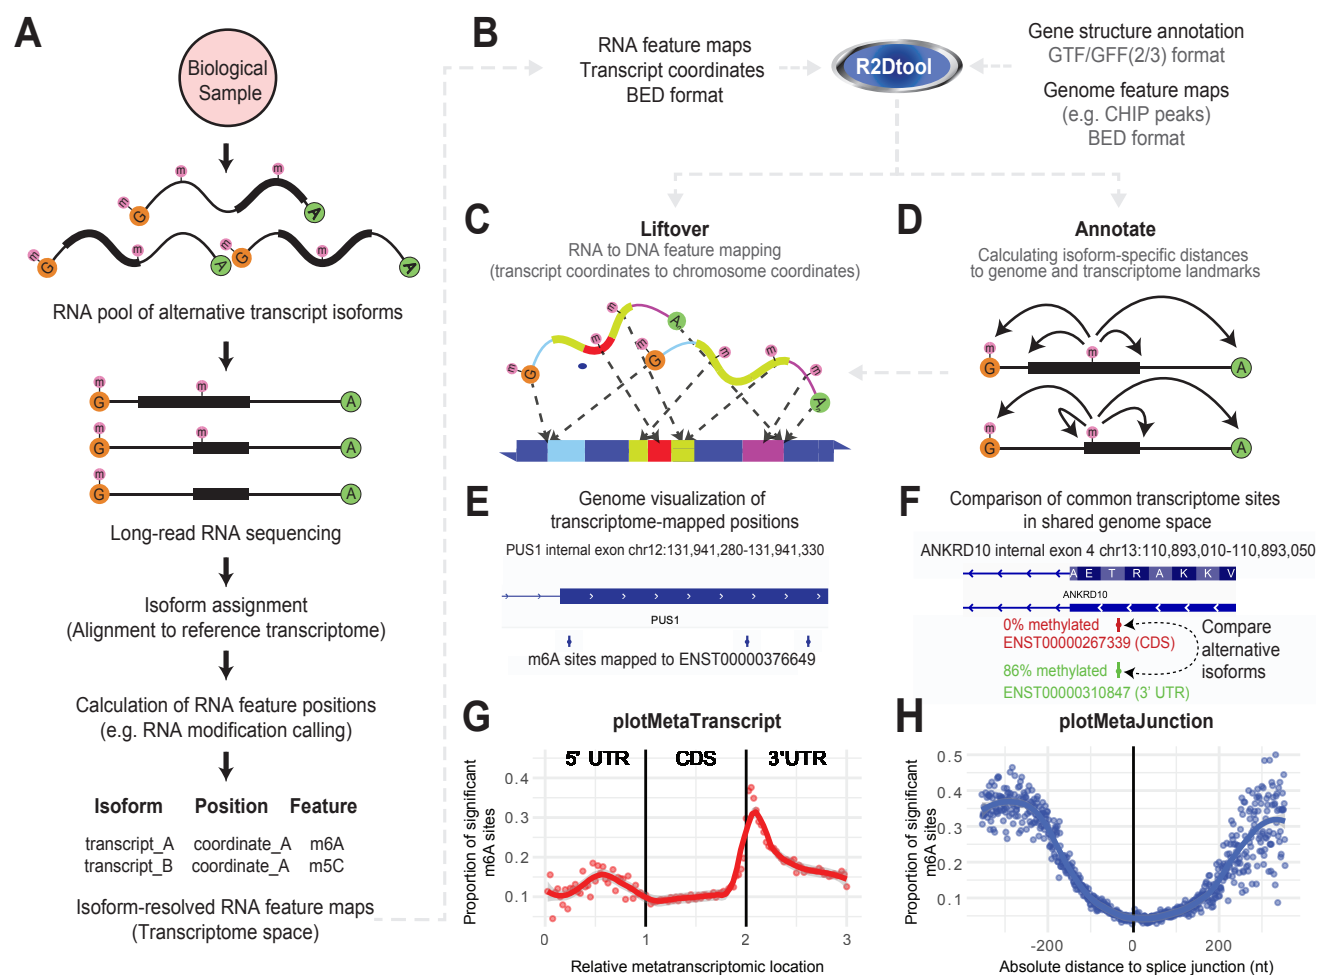 A
Biological
Sample
m
m
m
G
A
m
G
m
A
m
G
m
A
RNA pool of alternative transcript isoforms
m
m
G
A
m
m
G
A
m
G
A
Long-read RNA sequencing
Isoform assignment
(Alignment to reference transcriptome)
Calculation of RNA feature positions
(e.g. RNA modification calling)
Isoform Position Feature
transcript_A coordinate_A m6A
transcript_B coordinate_A m5C
Isoform-resolved RNA feature maps
(Transcriptome space)
B
RNA feature maps
Transcript coordinates
BED format
R2Dtool
Gene structure annotation
GTF/GFF(2/3) format
Genome feature maps
(e.g. CHIP peaks)
BED format
C
Liftover
RNA to DNA feature mapping
(transcript coordinates to chromosome coordinates)
m
G
m
m
A
m
G
m
m
m
A
D
Annotate
Calculating isoform-specific distances
to genome and transcriptome landmarks
m
m
G
A
m
m
G
A
E
Genome visualization of
transcriptome-mapped positions
PUS1 internal exon chr12:131,941,280-131,941,330
PUS1
m6A sites mapped to ENST00000376649
F
Comparison of common transcriptome sites
in shared genome space
ANKRD10 internal exon 4 chr13:110,893,010-110,893,050
A E T R A K K V
ANKRD10
0% methylated
ENST00000267339 (CDS)
86% methylated
ENST00000310847 (3' UTR)
Compare
alternative
isoforms
G
plotMetaTranscript
5' UTR CDS 3'UTR
Proportion of significant
m6A sites
0.4
0.3
0.2
0.1
0 1 2 3
Relative metatranscriptomic location
H
plotMetaJunction
Proportion of significant
m6A sites
0.5
0.4
0.3
0.2
0.1
-200 0 200
Absolute distance to splice junction (nt)